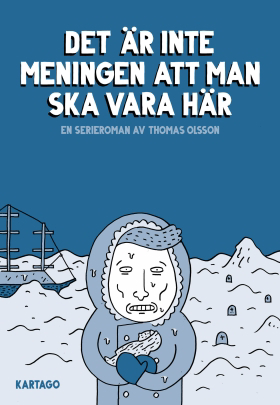 DET ÄR INTE
MENINGEN ATT MAN
SKA VARA HÄR
EN SERIEROMAN AV THOMAS OLSSON
KARTAGO